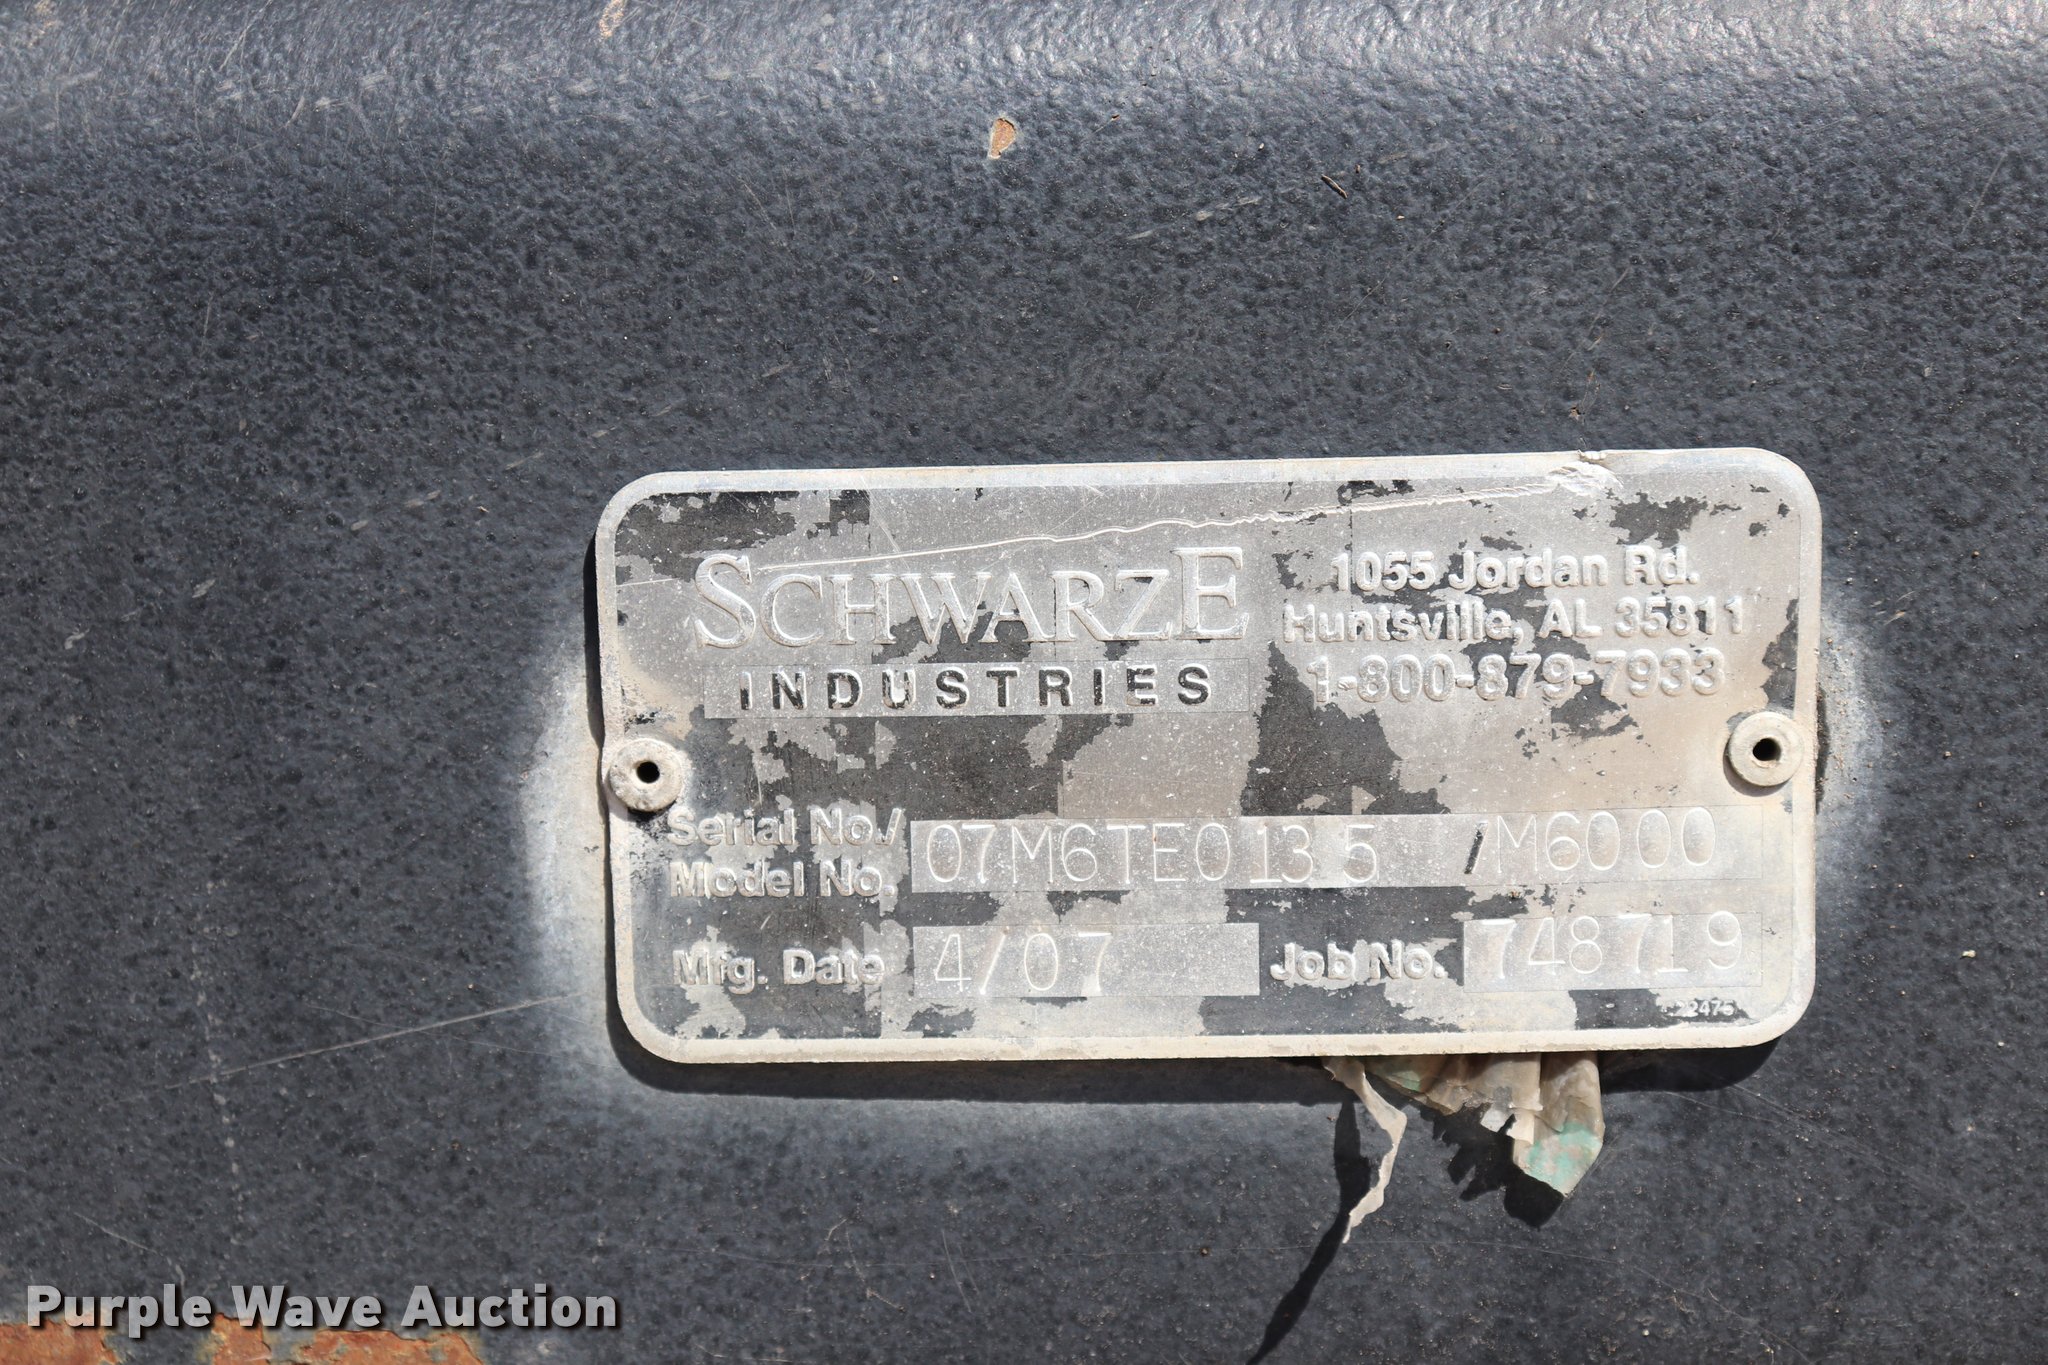 SCHWARZE
INDUSTRIES
1055 Jordan Rd.
Huntsville, AL 35811
1-800-879-7933
Serial No./
Model No. 07M6TE0135 /M6000
Mfg. Date 4/07 Job No. 748719
22475
Purple Wave Auction